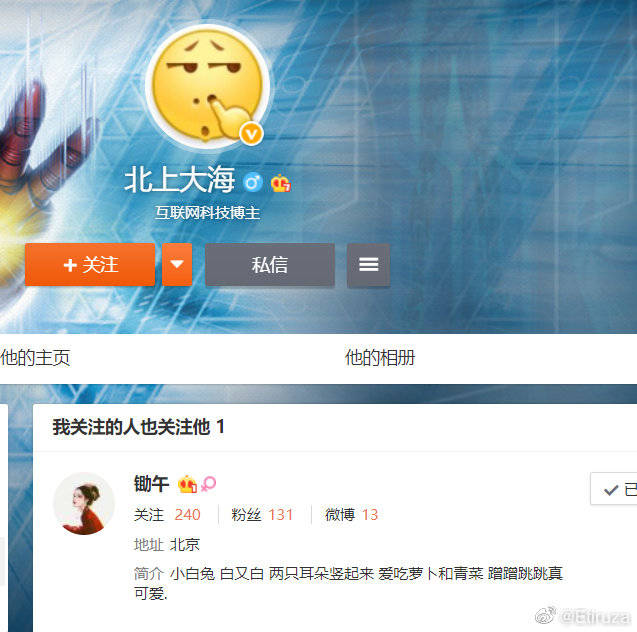 北上大海
互联网科技博主
+ 关注
私信
他的主页
他的相册
我关注的人也关注他 1
锄午
关注 240 粉丝 131 微博 13
已
地址 北京
简介 小白兔 白又白 两只耳朵竖起来 爱吃萝卜和青菜 蹭蹭跳跳真
可爱.
@Etiruza